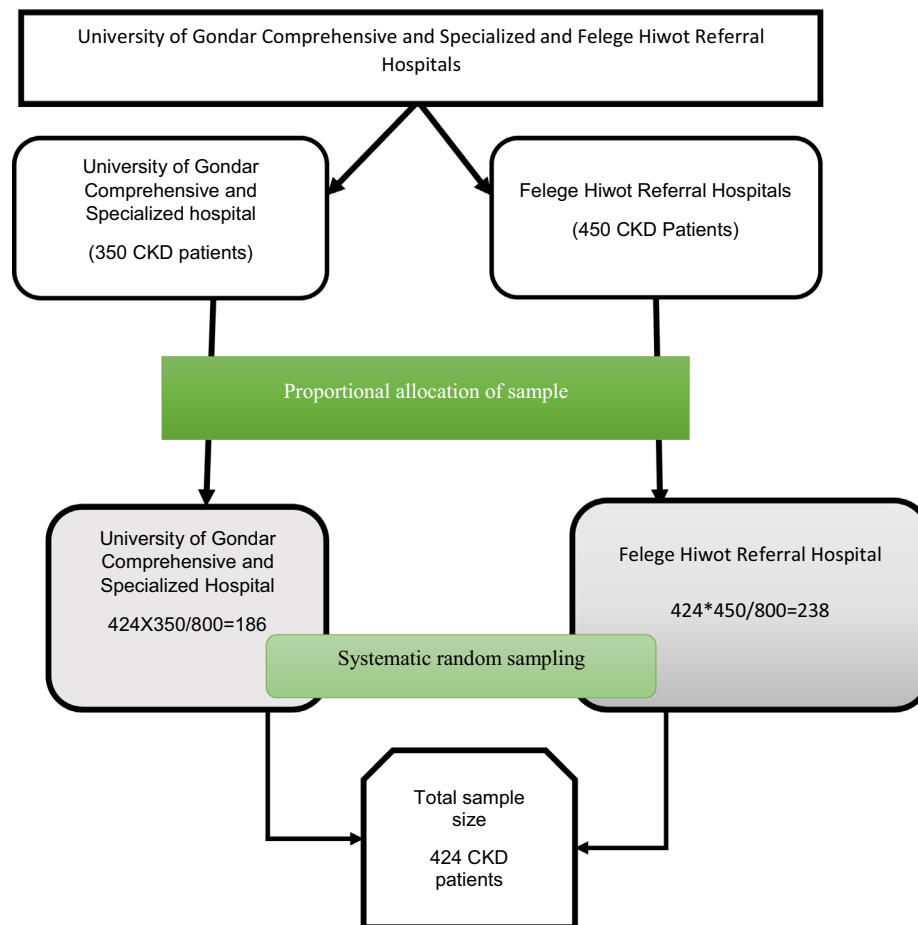 University of Gondar Comprehensive and Specialized and Felege Hiwot Referral
Hospitals
University of Gondar
Comprehensive and
Specialized hospital
(350 CKD patients)
Felege Hiwot Referral Hospitals
(450 CKD Patients)
Proportional allocation of sample
University of Gondar
Comprehensive and
Specialized Hospital
424X350/800=186
Felege Hiwot Referral Hospital
424*450/800=238
Systematic random sampling
Total sample
size
424 CKD
patients